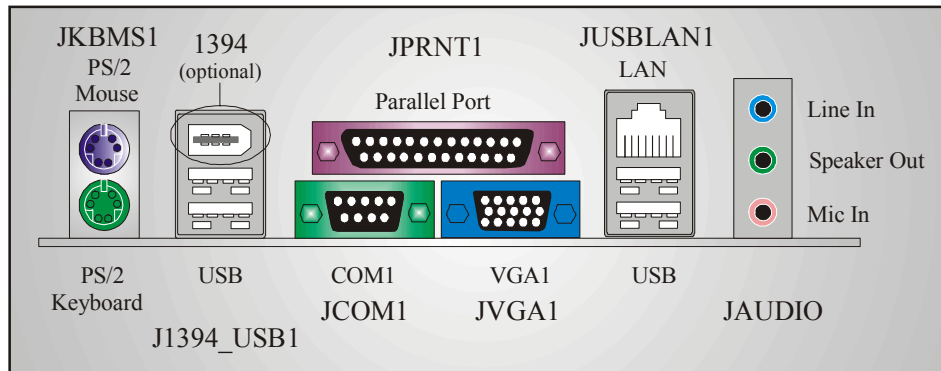 JKBMS1
PS/2
Mouse
1394
(optional)
JPRNT1
Parallel Port
JUSBLAN1
LAN
Line In
Speaker Out
Mic In
PS/2
Keyboard
USB
J1394_USB1
COM1
JCOM1
VGA1
JVGA1
USB
JAUDIO